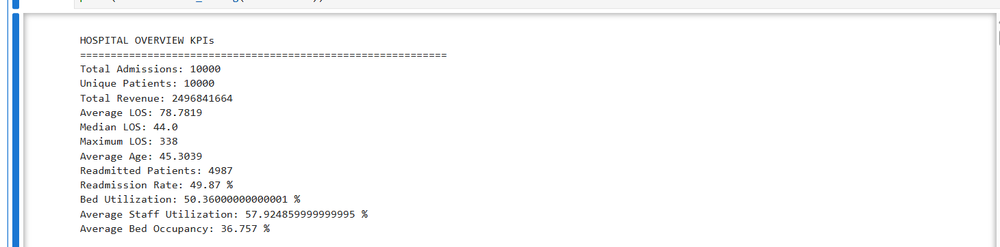 HOSPITAL OVERVIEW KPIs
============================================================
Total Admissions: 10000
Unique Patients: 10000
Total Revenue: 2496841664
Average LOS: 78.7819
Median LOS: 44.0
Maximum LOS: 338
Average Age: 45.3039
Readmitted Patients: 4987
Readmission Rate: 49.87 %
Bed Utilization: 50.36000000000001 %
Average Staff Utilization: 57.924859999999995 %
Average Bed Occupancy: 36.757 %